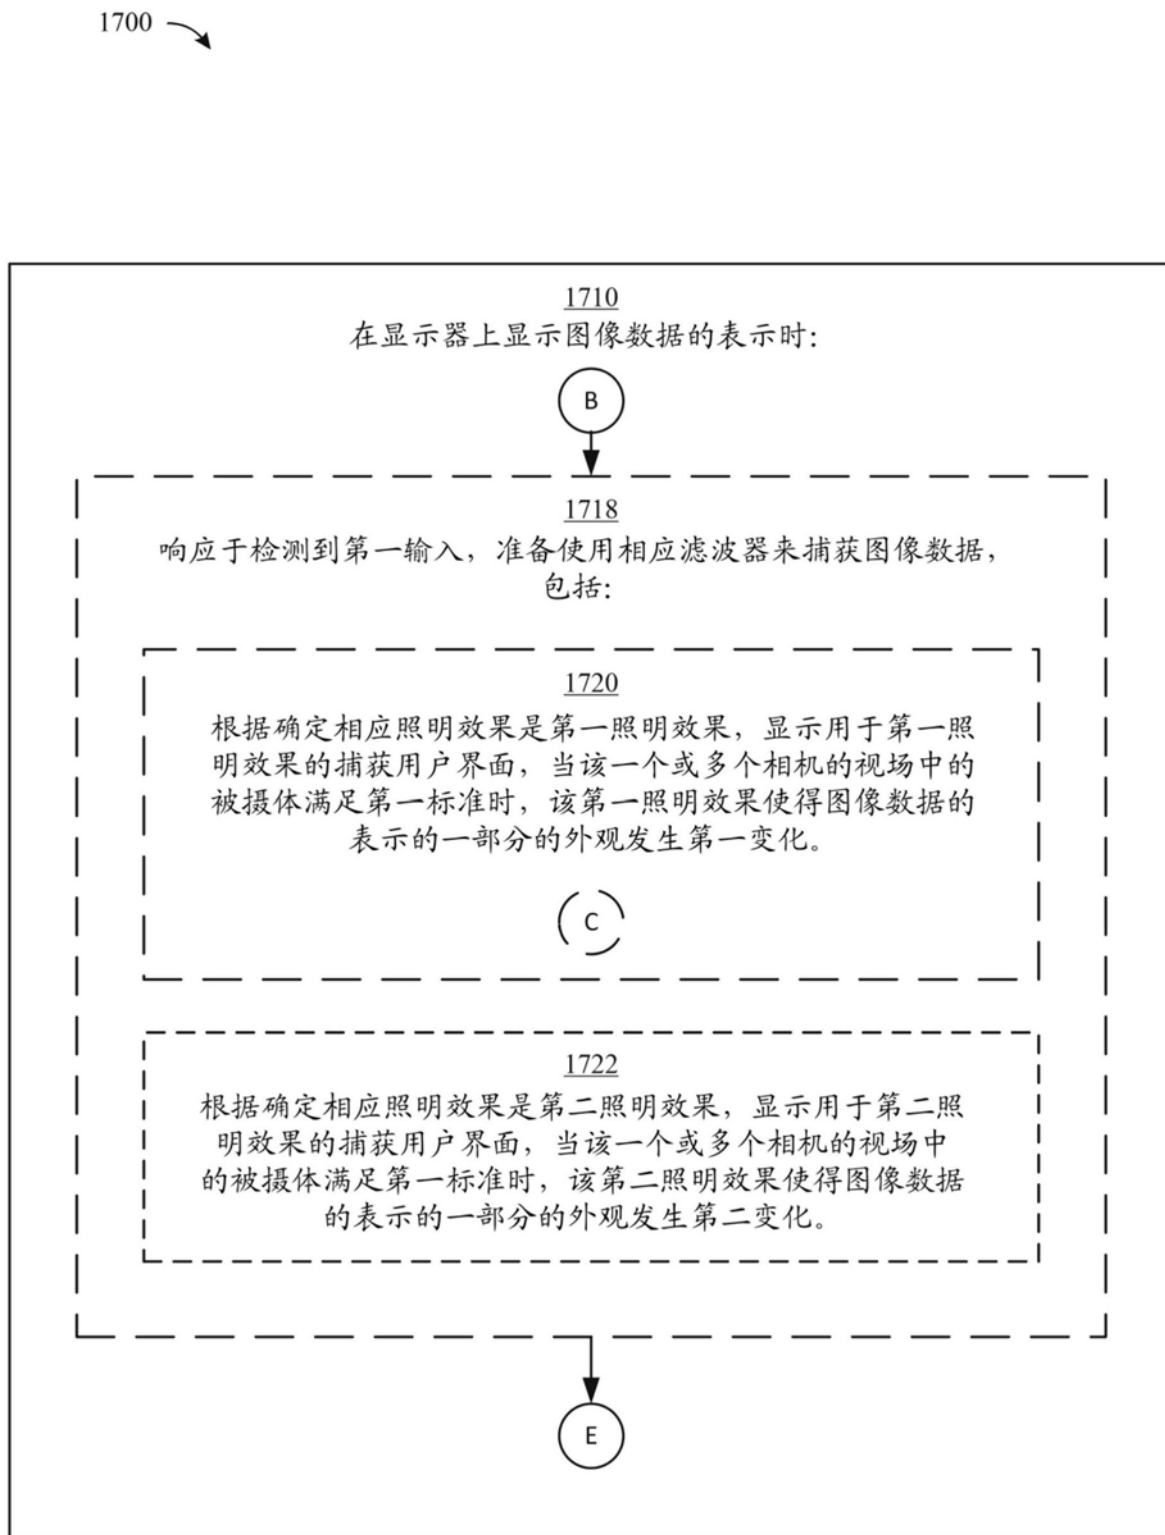 1700
1710
在显示器上显示图像数据的表示时：
B
1718
响应于检测到第一输入，准备使用相应滤波器来捕获图像数据，
包括：
1720
根据确定相应照明效果是第一照明效果，显示用于第一照
明效果的捕获用户界面，当该一个或多个相机的视场中的
被摄体满足第一标准时，该第一照明效果使得图像数据的
表示的一部分的外观发生第一变化。
C
1722
根据确定相应照明效果是第二照明效果，显示用于第二照
明效果的捕获用户界面，当该一个或多个相机的视场中
的被摄体满足第一标准时，该第二照明效果使得图像数据
的表示的一部分的外观发生第二变化。
E